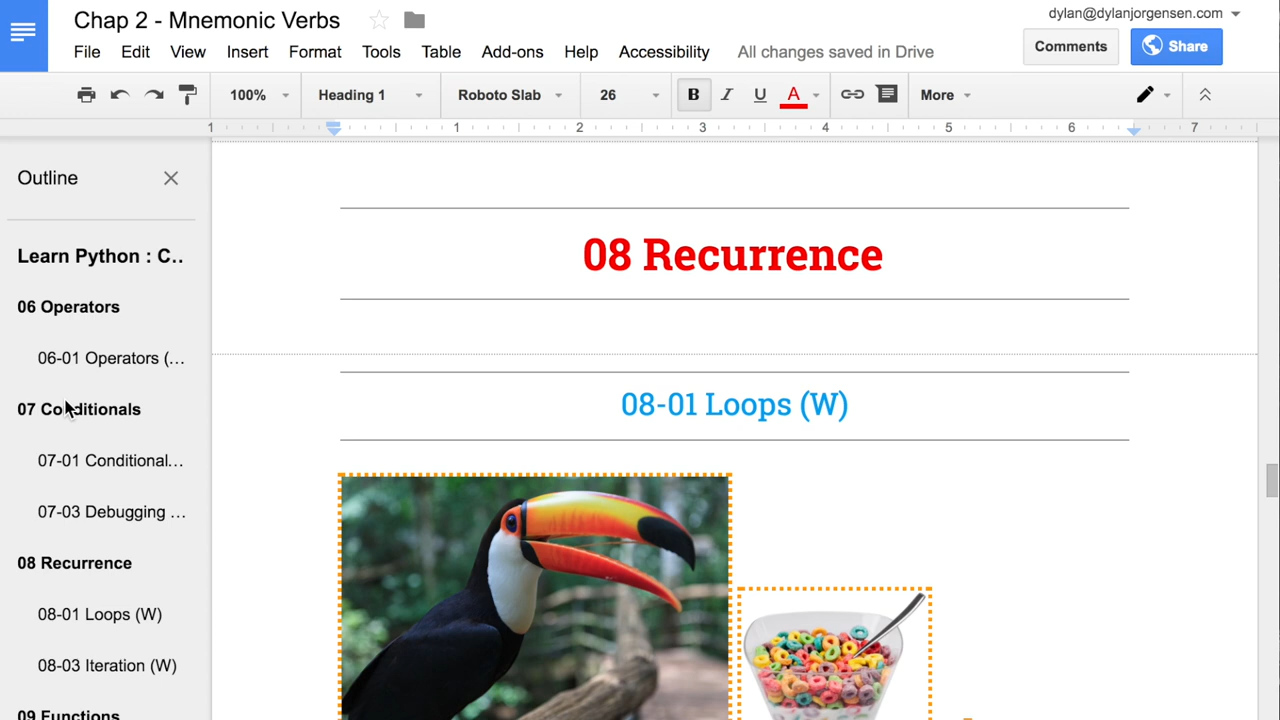 Chap 2 - Mnemonic Verbs
dylan@dylanjorgensen.com
File Edit View Insert Format Tools Table Add-ons Help Accessibility All changes saved in Drive
Comments Share
100% Heading 1 Roboto Slab 26 B I U A More
1 1 2 3 4 5 6 7
Outline
Learn Python : C..
06 Operators
06-01 Operators (...
07 Conditionals
07-01 Conditional...
07-03 Debugging ...
08 Recurrence
08-01 Loops (W)
08-03 Iteration (W)
09 Functions
08 Recurrence
08-01 Loops (W)